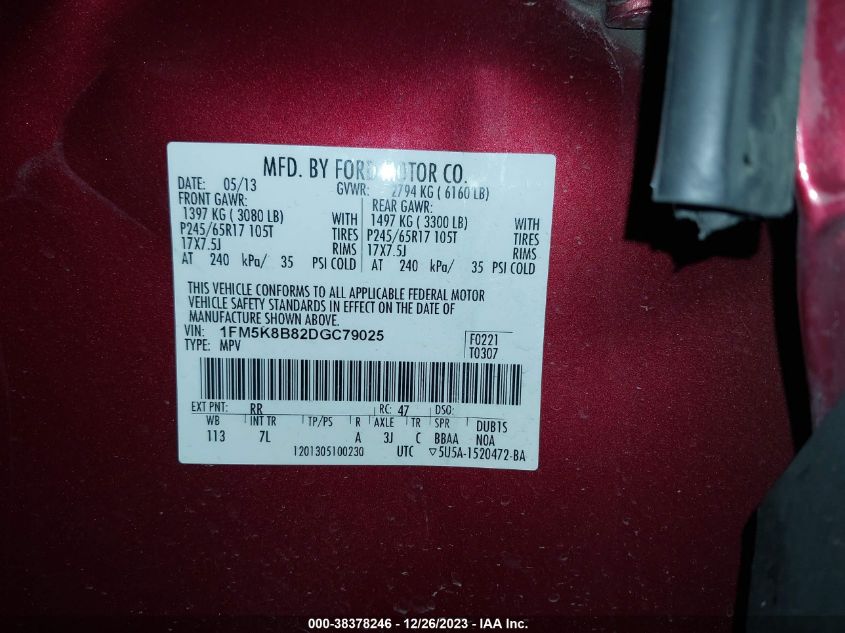 MFD. BY FORD MOTOR CO.
DATE: 05/13 GVWR: 2794 KG ( 6160 LB)
FRONT GAWR: REAR GAWR:
1397 KG ( 3080 LB) WITH 1497 KG ( 3300 LB) WITH
P245/65R17 105T TIRES P245/65R17 105T TIRES
17X7.5J RIMS 17X7.5J RIMS
AT 240 kPa/ 35 PSI COLD AT 240 kPa/ 35 PSI COLD
THIS VEHICLE CONFORMS TO ALL APPLICABLE FEDERAL MOTOR
VEHICLE SAFETY STANDARDS IN EFFECT ON THE DATE OF
MANUFACTURE SHOWN ABOVE.
VIN: 1FM5K8B82DGC79025 F0221
TYPE: MPV T0307
EXT PNT: RR RC: 47 DSO:
WB INT TR TP/PS R AXLE TR SPR DUB1S
113 7L A 3J C BBAA N0A
1201305100230 UTC ▽5U5A-1520472-BA
000-38378246 - 12/26/2023 - IAA Inc.